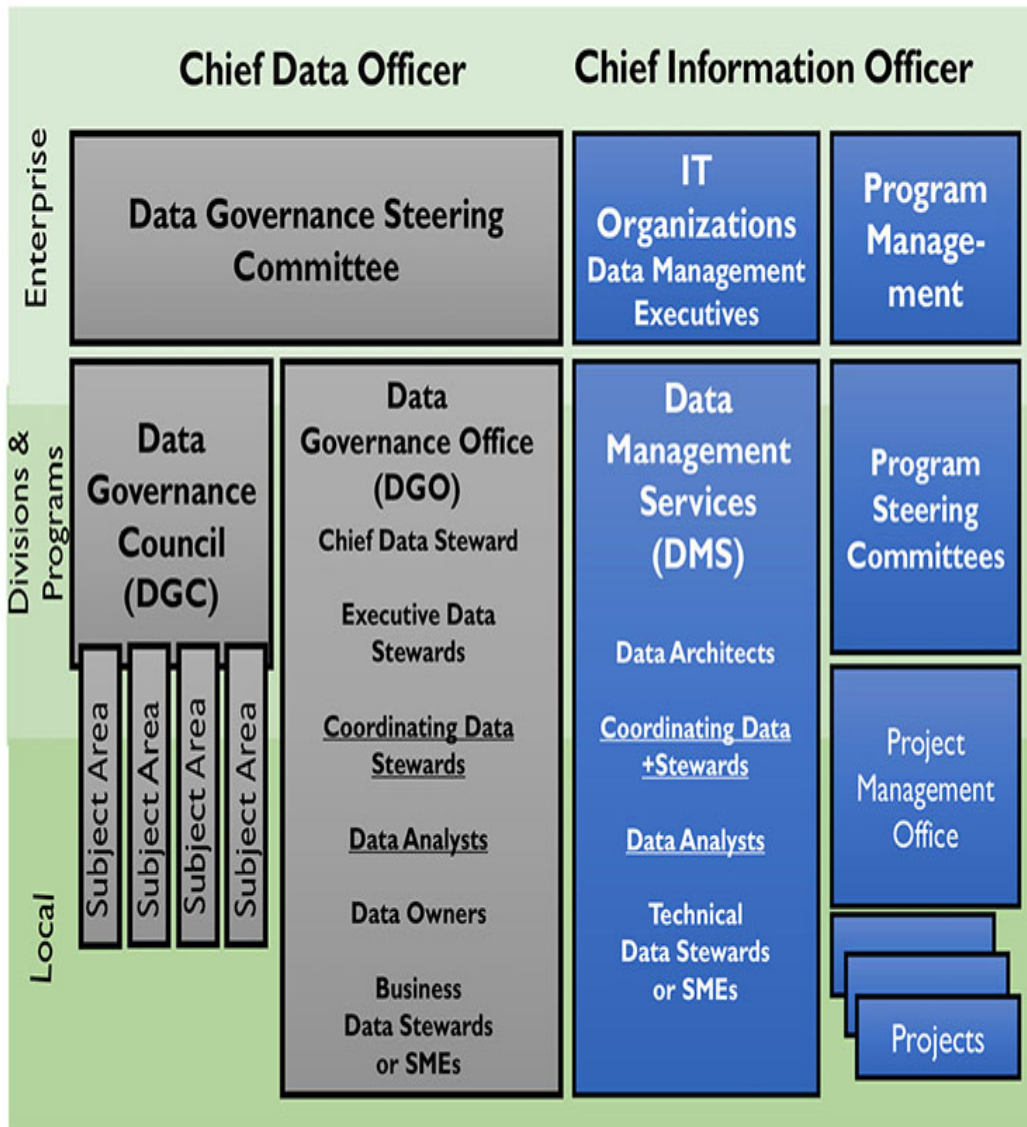 Chief Data Officer
Chief Information Officer
Enterprise
Data Governance Steering
Committee
IT
Organizations
Data Management
Executives
Program
Manage-
ment
Divisions &
Programs
Data
Governance
Council
(DGC)
Data
Governance Office
(DGO)
Chief Data Steward
Executive Data
Stewards
Coordinating Data
Stewards
Data Analysts
Data Owners
Business
Data Stewards
or SMEs
Data
Management
Services
(DMS)
Data Architects
Coordinating Data
+Stewards
Data Analysts
Technical
Data Stewards
or SMEs
Program
Steering
Committees
Local
Subject Area
Subject Area
Subject Area
Subject Area
Project
Management
Office
Projects